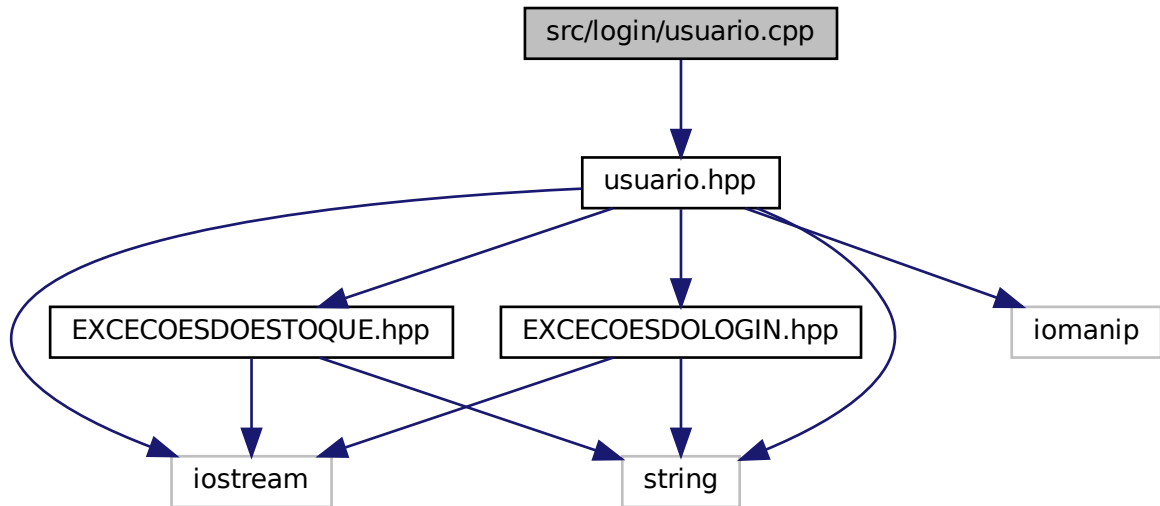 src/login/usuario.cpp
usuario.hpp
EXCECOESDOESTOQUE.hpp
EXCECOESDOLOGIN.hpp
iomanip
iostream
string